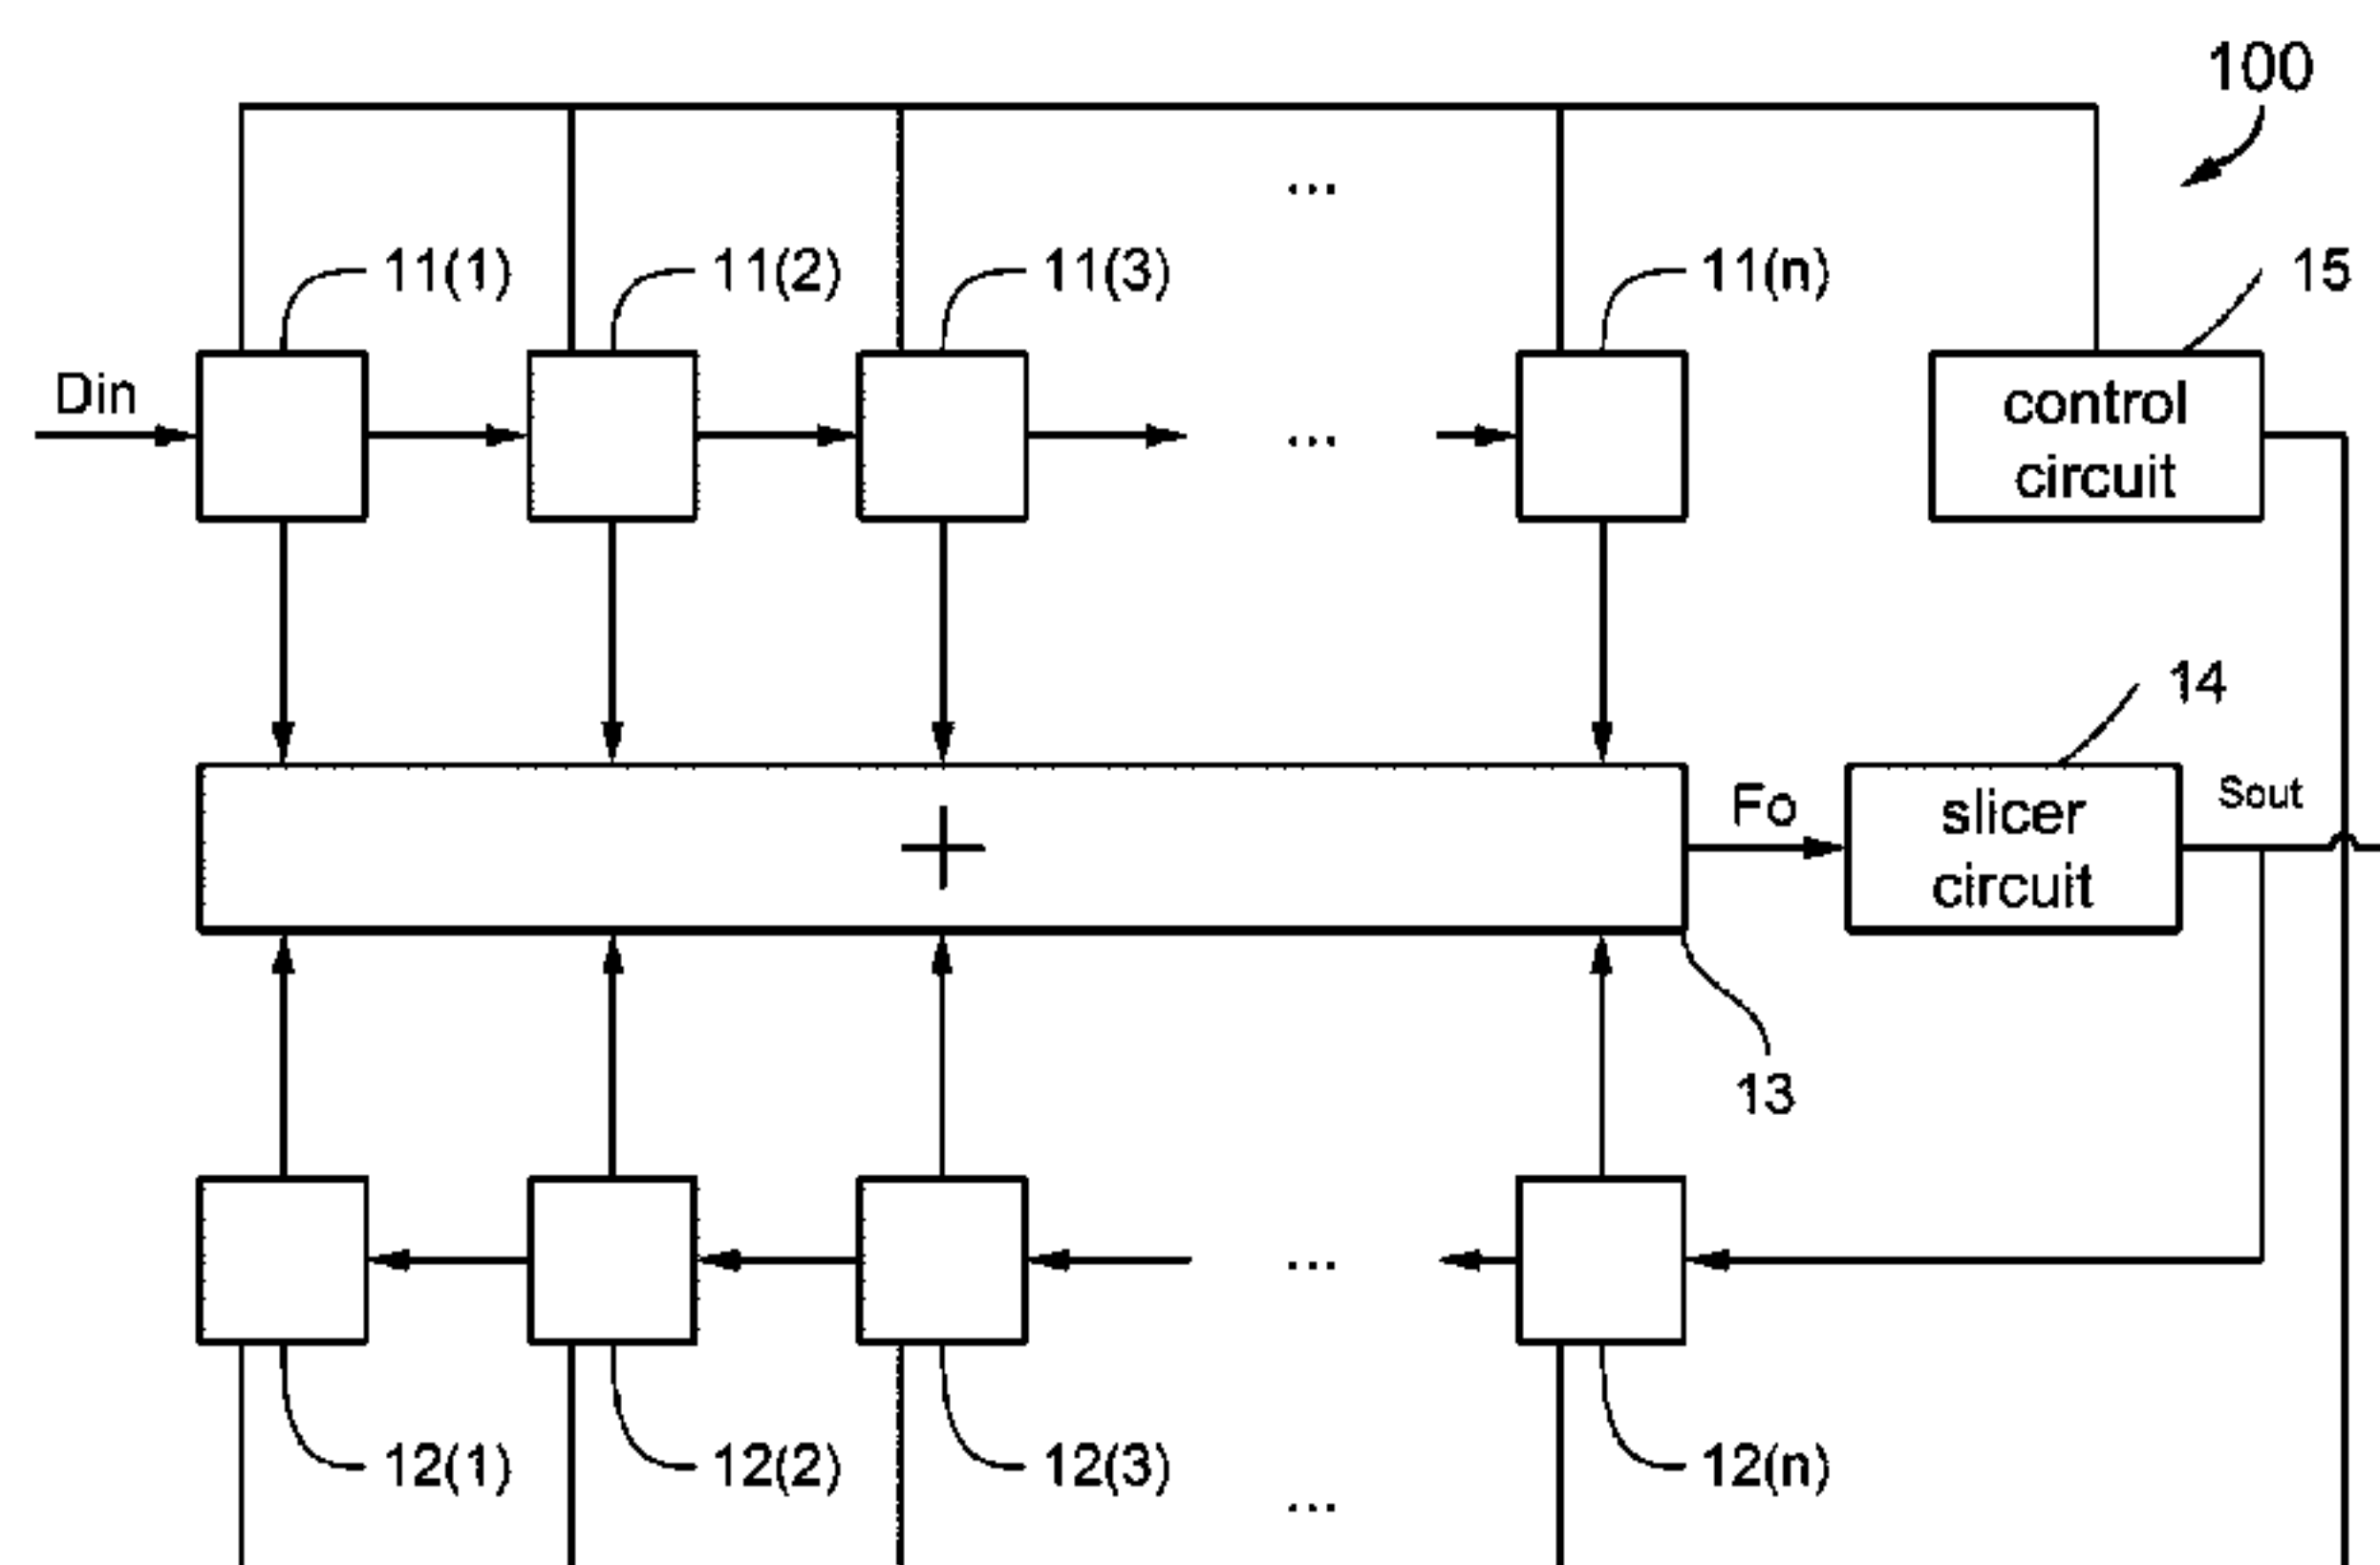 100
...
11(1) 11(2) 11(3) 11(n) 15
Din
...
control
circuit
14
+
Fo
slicer
circuit
Sout
13
...
12(1) 12(2) 12(3) 12(n)
...